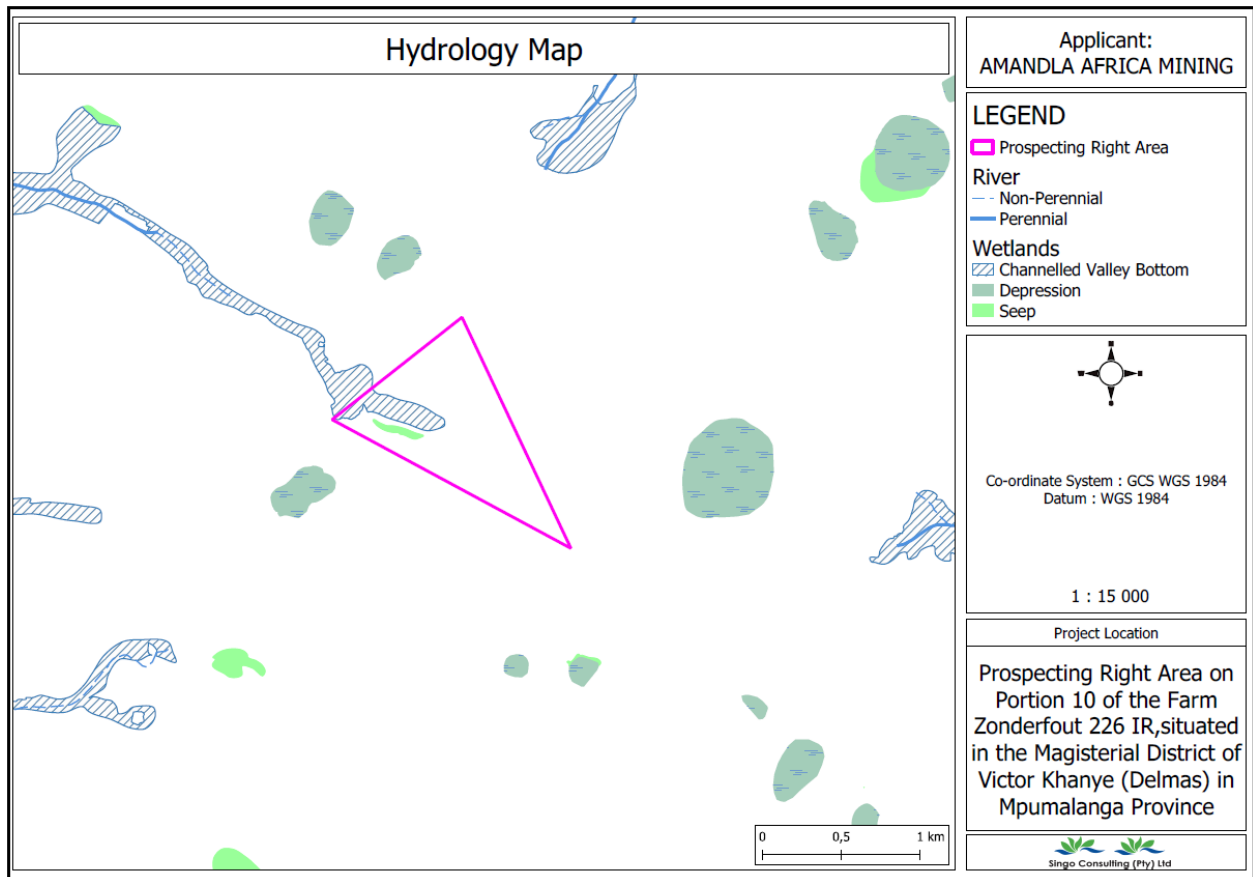 Hydrology Map
Applicant:
AMANDLA AFRICA MINING
LEGEND
Prospecting Right Area
River
Non-Perennial
Perennial
Wetlands
Channelled Valley Bottom
Depression
Seep
Co-ordinate System : GCS WGS 1984
Datum : WGS 1984
1 : 15 000
Project Location
Prospecting Right Area on
Portion 10 of the Farm
Zonderfout 226 IR,situated
in the Magisterial District of
Victor Khanye (Delmas) in
Mpumalanga Province
0 0,5 1 km
Singo Consulting (Pty) Ltd